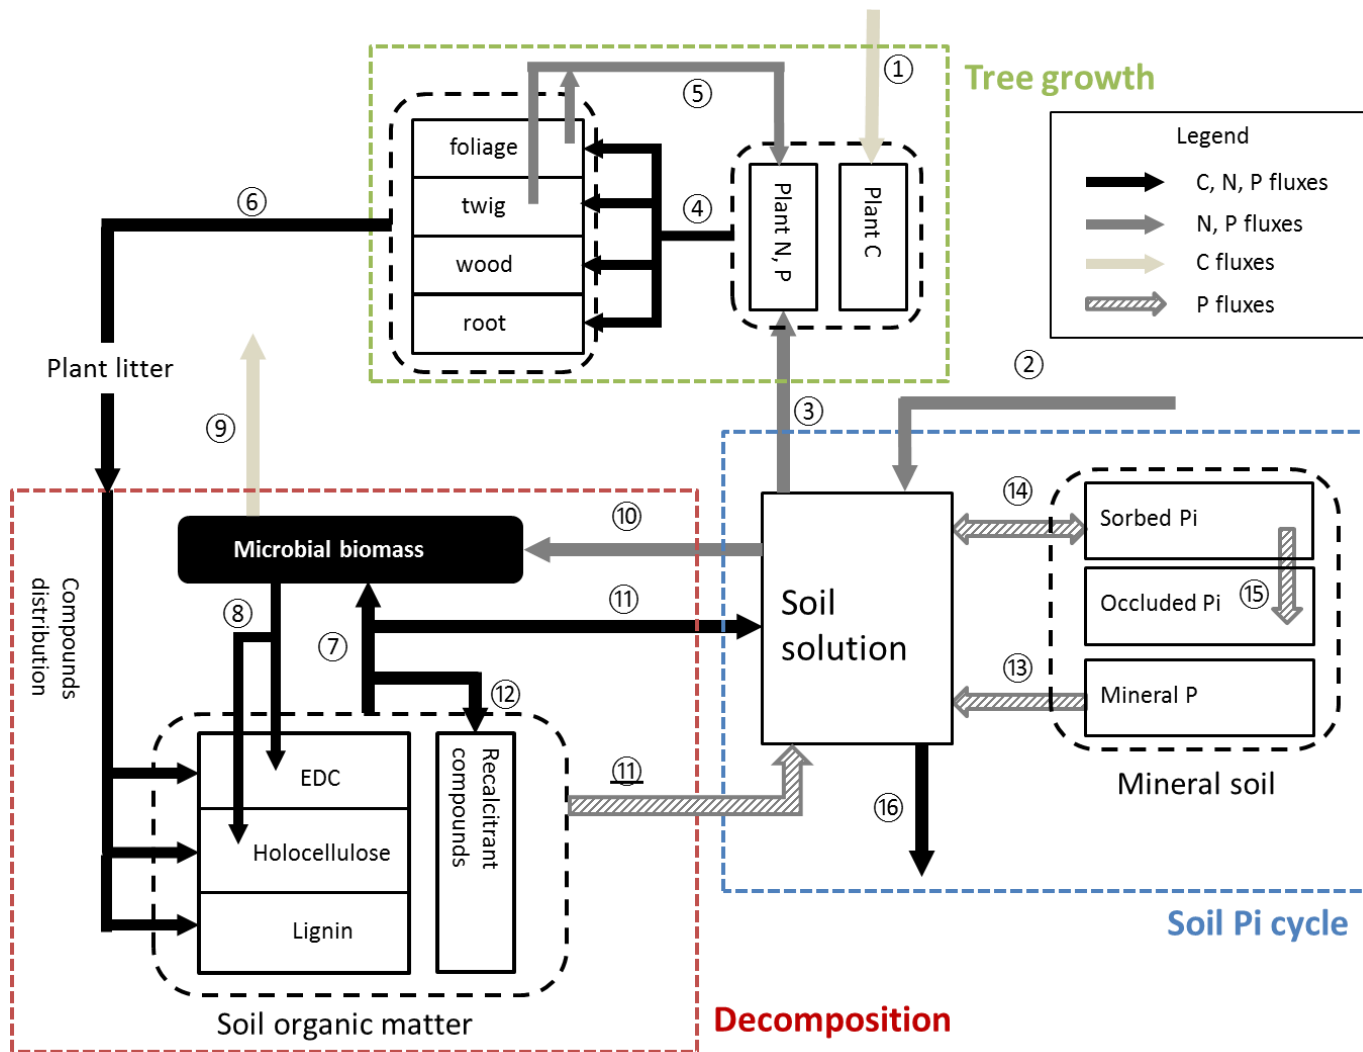 ①
Tree growth
Legend
C, N, P fluxes
N, P fluxes
C fluxes
P fluxes
⑤
foliage
twig
wood
root
④
Plant N, P
Plant C
⑥
Plant litter
②
③
⑨
⑩
Microbial biomass
Compounds
distribution
⑧
⑦
⑪
⑫
EDC
Holocellulose
Lignin
Recalcitrant
compounds
⑪
Soil organic matter
Decomposition
Soil
solution
⑭
Sorbed Pi
Occluded Pi
⑮
⑬
Mineral P
Mineral soil
⑯
Soil Pi cycle